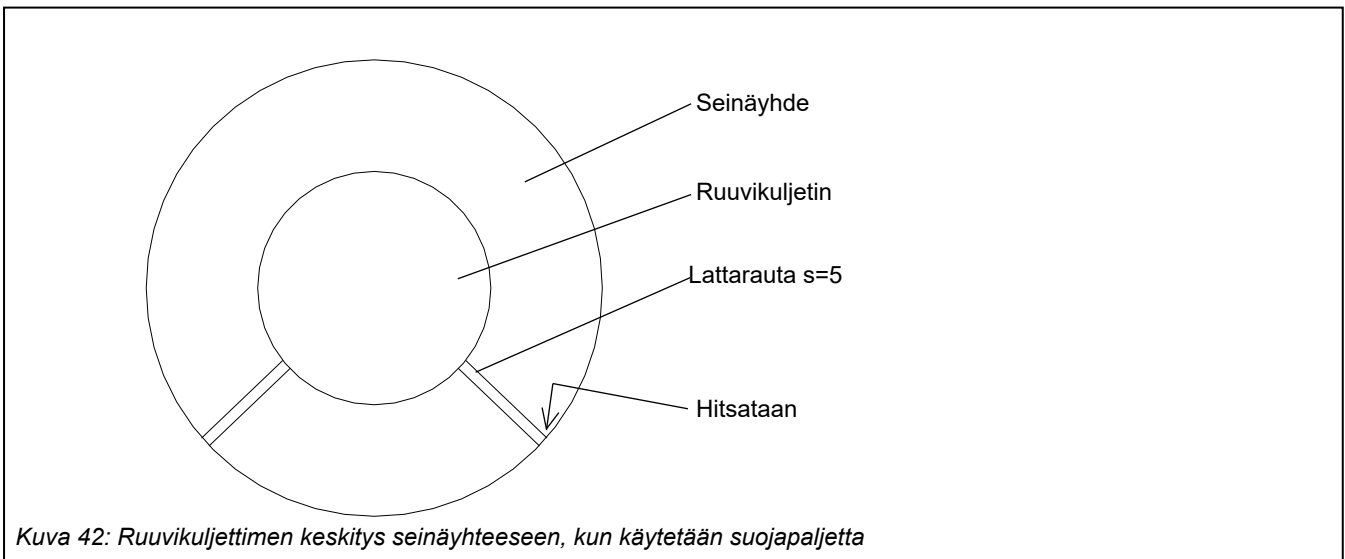 Seinäyhde
Ruuvikuljetin
Lattarauta s=5
Hitsataan
Kuva 42: Ruuvikuljettimen keskitys seinäyhteeseen, kun käytetään suojapaljetta